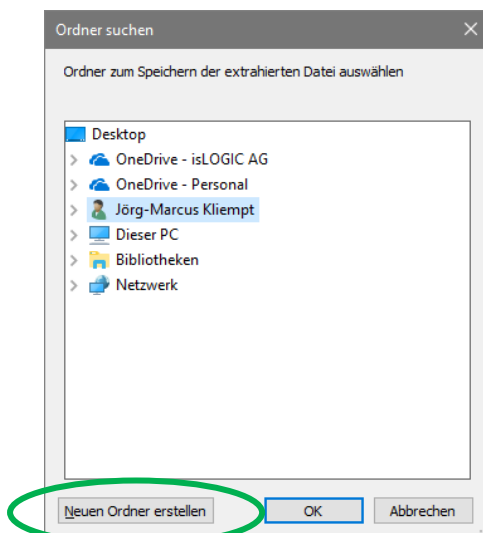 Ordner suchen
Ordner zum Speichern der extrahierten Datei auswählen
Desktop
OneDrive - isLOGIC AG
OneDrive - Personal
Jörg-Marcus Kliempt
Dieser PC
Bibliotheken
Netzwerk
Neuen Ordner erstellen OK Abbrechen